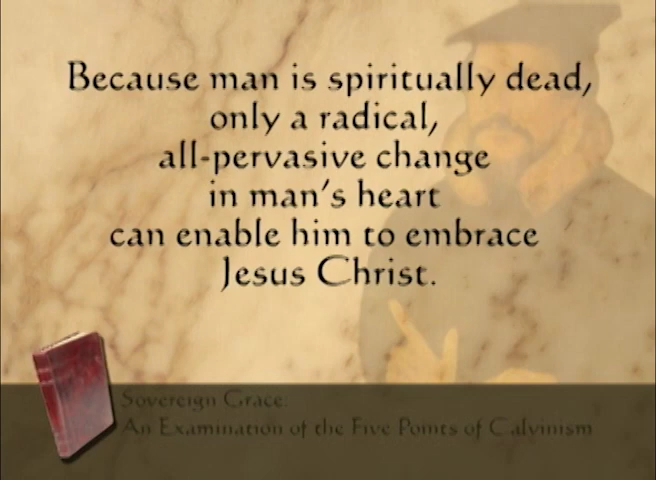 Because man is spiritually dead,
only a radical,
all-pervasive change
in man's heart
can enable him to embrace
Jesus Christ.
Sovereign Grace:
An Examination of the Five Points of Calvinism